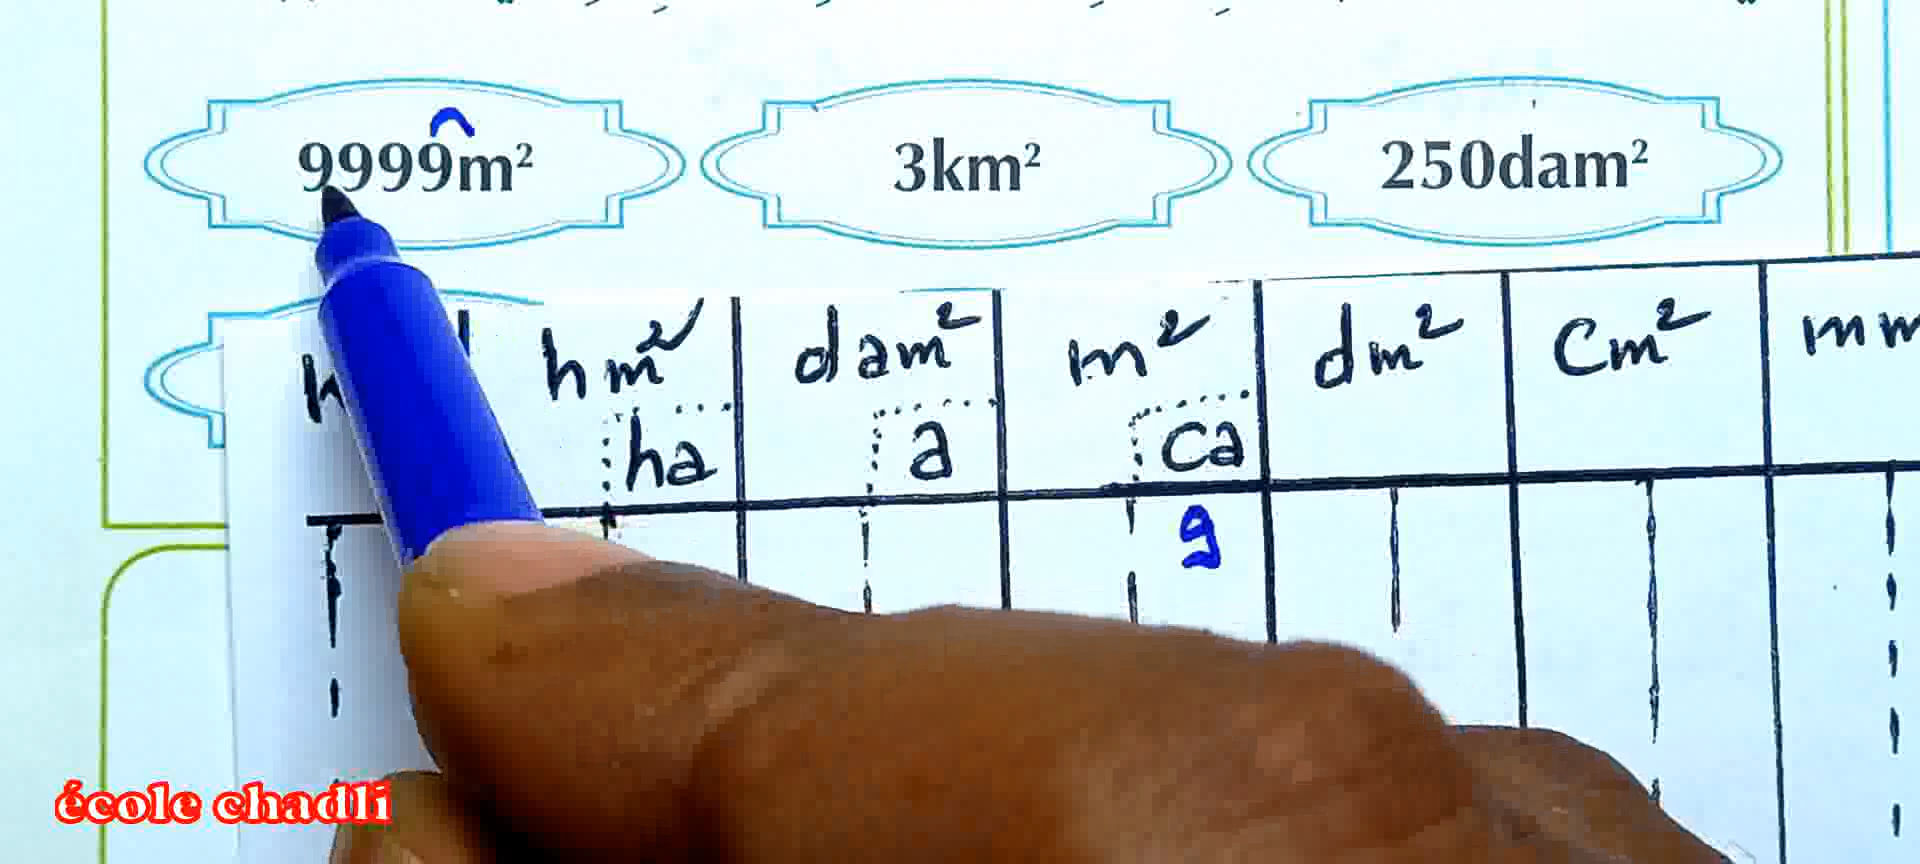 9999m² 3km² 250dam²
hm² dam² m² dm² cm²
ha a ca
9
école chadli